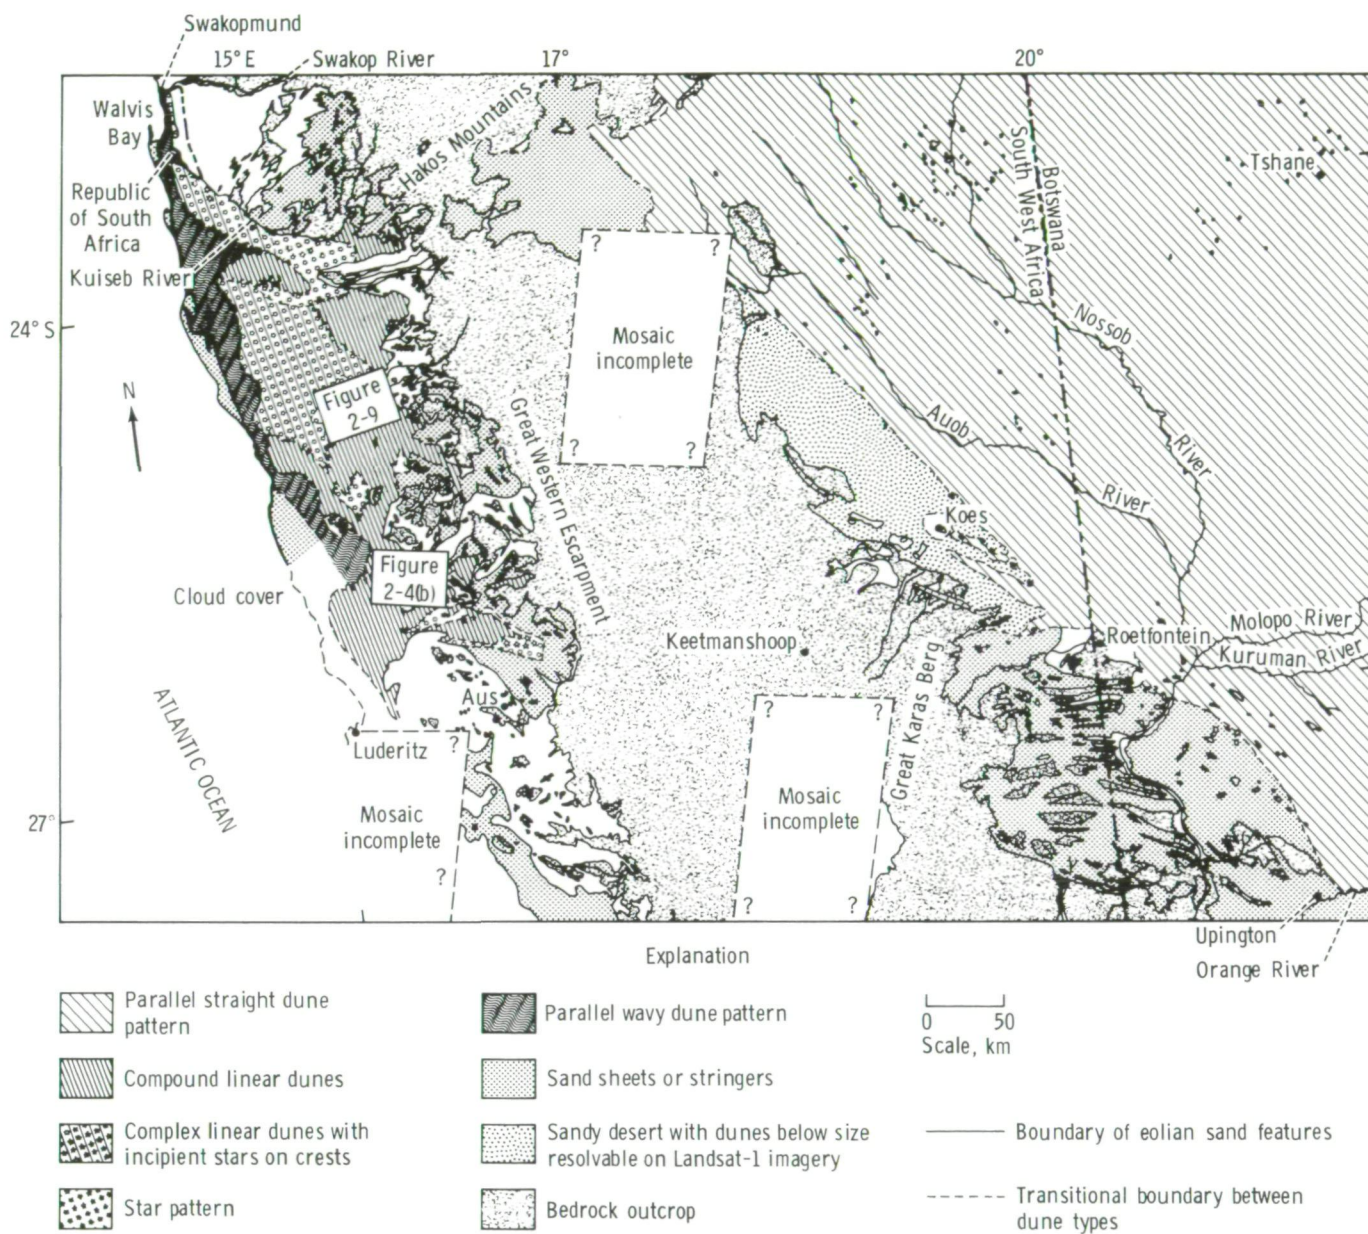 Swakopmund
15° E
Swakop River
17°
20°
Walvis
Bay
Hakos Mountains
Republic
of South
Africa
Kuiseb River
Botswana
South West Africa
Tshane
24° S
N
?
?
Mosaic
incomplete
?
?
Nossob
River
Auob
River
Figure
2-9
Great Western Escarpment
Koes
Figure
2-4(b)
Cloud cover
Keetmanshoop
Roetfontein
Molopo River
Kuruman River
Great Karas Berg
ATLANTIC OCEAN
Aus
Luderitz
?
Mosaic
incomplete
?
?
?
Mosaic
incomplete
?
?
27°
Upington
Orange River
Explanation
Parallel straight dune
pattern
Compound linear dunes
Complex linear dunes with
incipient stars on crests
Star pattern
Parallel wavy dune pattern
Sand sheets or stringers
Sandy desert with dunes below size
resolvable on Landsat-1 imagery
Bedrock outcrop
0 50
Scale, km
Boundary of eolian sand features
Transitional boundary between
dune types